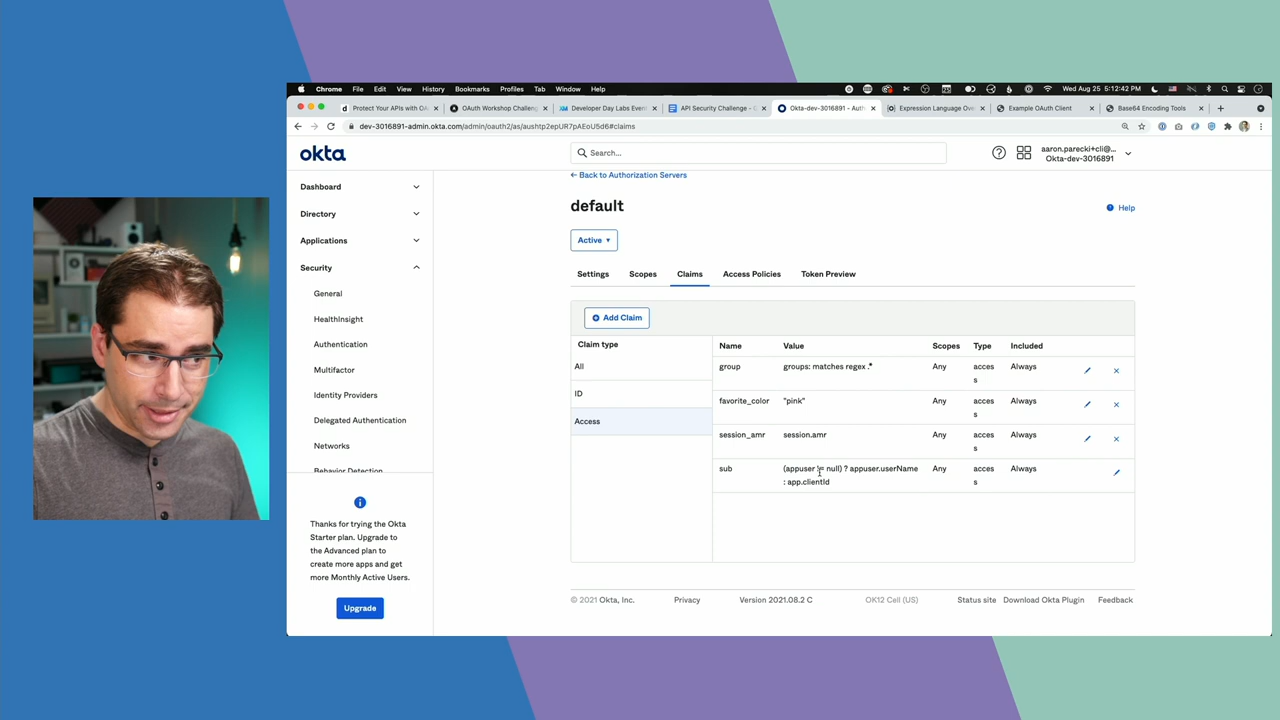 Chrome File Edit View History Bookmarks Profiles Tab Window Help
Wed Aug 25 5:12:42 PM
Protect Your APIs with OA
OAuth Workshop Challeng
Developer Day Labs Event
API Security Challenge - G
Okta-dev-3016891 - Auth
Expression Language Ove
Example OAuth Client
Base64 Encoding Tools
dev-3016891-admin.okta.com/admin/oauth2/as/aushtp2epUR7pAEoU5d6#claims
okta
Search...
aaron.parecki+cli@...
Okta-dev-3016891
Dashboard
Directory
Applications
Security
General
HealthInsight
Authentication
Multifactor
Identity Providers
Delegated Authentication
Networks
Behavior Detection
Thanks for trying the Okta
Starter plan. Upgrade to
the Advanced plan to
create more apps and get
more Monthly Active Users.
Upgrade
← Back to Authorization Servers
default
Help
Active ▾
Settings Scopes Claims Access Policies Token Preview
Add Claim
Claim type
All
ID
Access
Name Value Scopes Type Included
group groups: matches regex .* Any acces Always
s
favorite_color "pink" Any acces Always
s
session_amr session.amr Any acces Always
s
sub (appuser != null) ? appuser.userName Any acces Always
: app.clientId s
© 2021 Okta, Inc. Privacy Version 2021.08.2 C OK12 Cell (US) Status site Download Okta Plugin Feedback